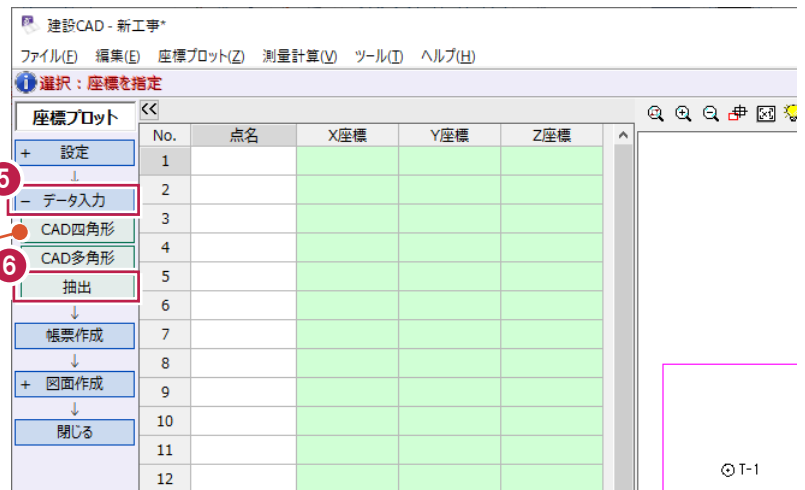 建設CAD - 新工事*
ファイル(F) 編集(E) 座標プロット(Z) 測量計算(V) ツール(T) ヘルプ(H)
選択：座標を指定
座標プロット
<<
No. 点名 X座標 Y座標 Z座標
+ 設定
5
- データ入力
CAD四角形
CAD多角形
6
抽出
帳票作成
+ 図面作成
閉じる
1
2
3
4
5
6
7
8
9
10
11
12
T-1